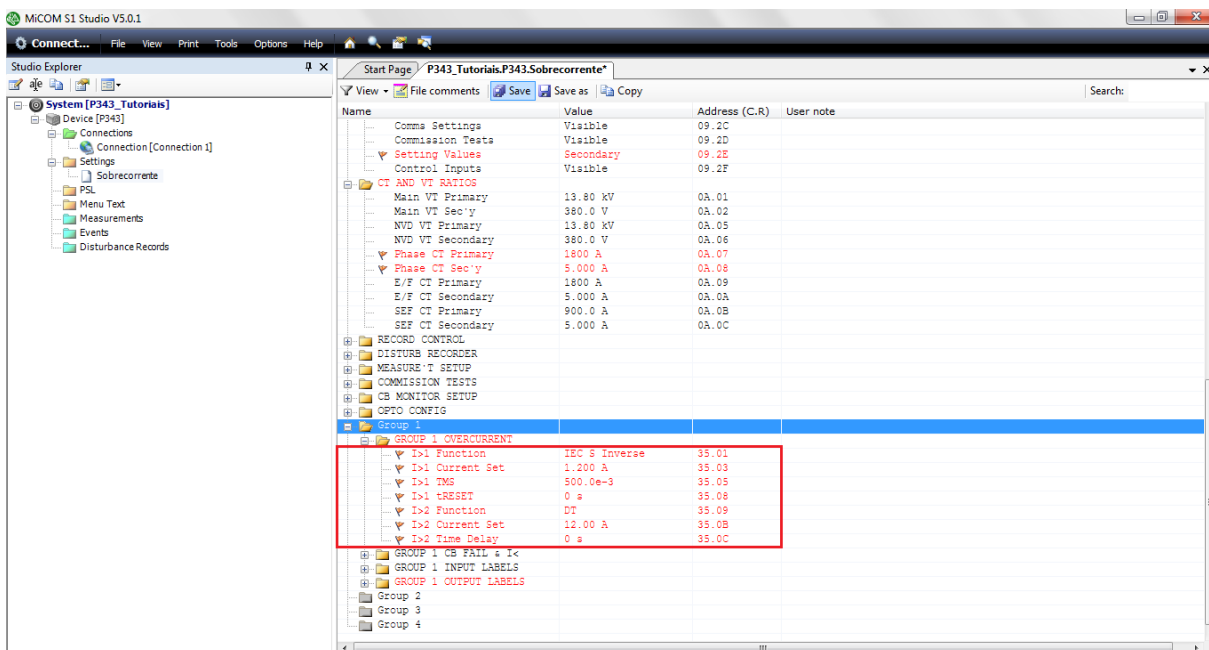 MiCOM S1 Studio V5.0.1
Connect... File View Print Tools Options Help
Studio Explorer
System [P343_Tutoriais]
Device [P343]
Connections
Connection [Connection 1]
Settings
Sobrecorrente
PSL
Menu Text
Measurements
Events
Disturbance Records
Start Page P343_Tutoriais.P343.Sobrecorrente*
View File comments Save Save as Copy Search:
Name Value Address (C.R) User note
Comms Settings Visible 09.2C
Commission Tests Visible 09.2D
Setting Values Secondary 09.2E
Control Inputs Visible 09.2F
CT AND VT RATIOS
Main VT Primary 13.80 kV 0A.01
Main VT Sec'y 380.0 V 0A.02
NVD VT Primary 13.80 kV 0A.05
NVD VT Secondary 380.0 V 0A.06
Phase CT Primary 1800 A 0A.07
Phase CT Sec'y 5.000 A 0A.08
E/F CT Primary 1800 A 0A.09
E/F CT Secondary 5.000 A 0A.0A
SEF CT Primary 900.0 A 0A.0B
SEF CT Secondary 5.000 A 0A.0C
RECORD CONTROL
DISTURB RECORDER
MEASURE'T SETUP
COMMISSION TESTS
CB MONITOR SETUP
OPTO CONFIG
Group 1
GROUP 1 OVERCURRENT
I>1 Function IEC S Inverse 35.01
I>1 Current Set 1.200 A 35.03
I>1 TMS 500.0e-3 35.05
I>1 tRESET 0 s 35.08
I>2 Function DT 35.09
I>2 Current Set 12.00 A 35.0B
I>2 Time Delay 0 s 35.0C
GROUP 1 CB FAIL & I<
GROUP 1 INPUT LABELS
GROUP 1 OUTPUT LABELS
Group 2
Group 3
Group 4